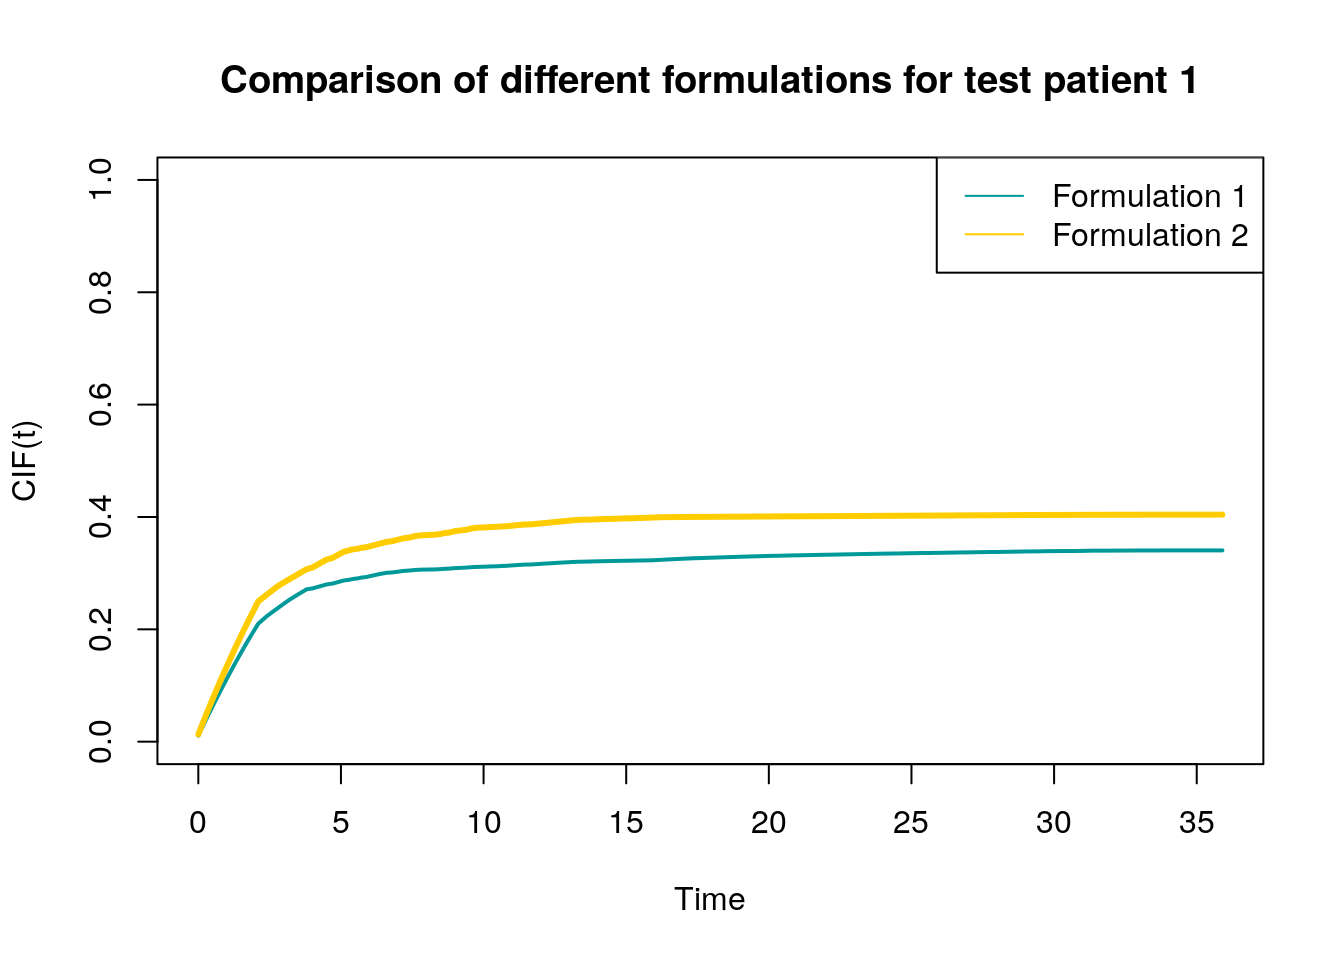 Comparison of different formulations for test patient 1
Formulation 1
Formulation 2
CIF(t)
1.0
0.8
0.6
0.4
0.2
0.0
0 5 10 15 20 25 30 35
Time